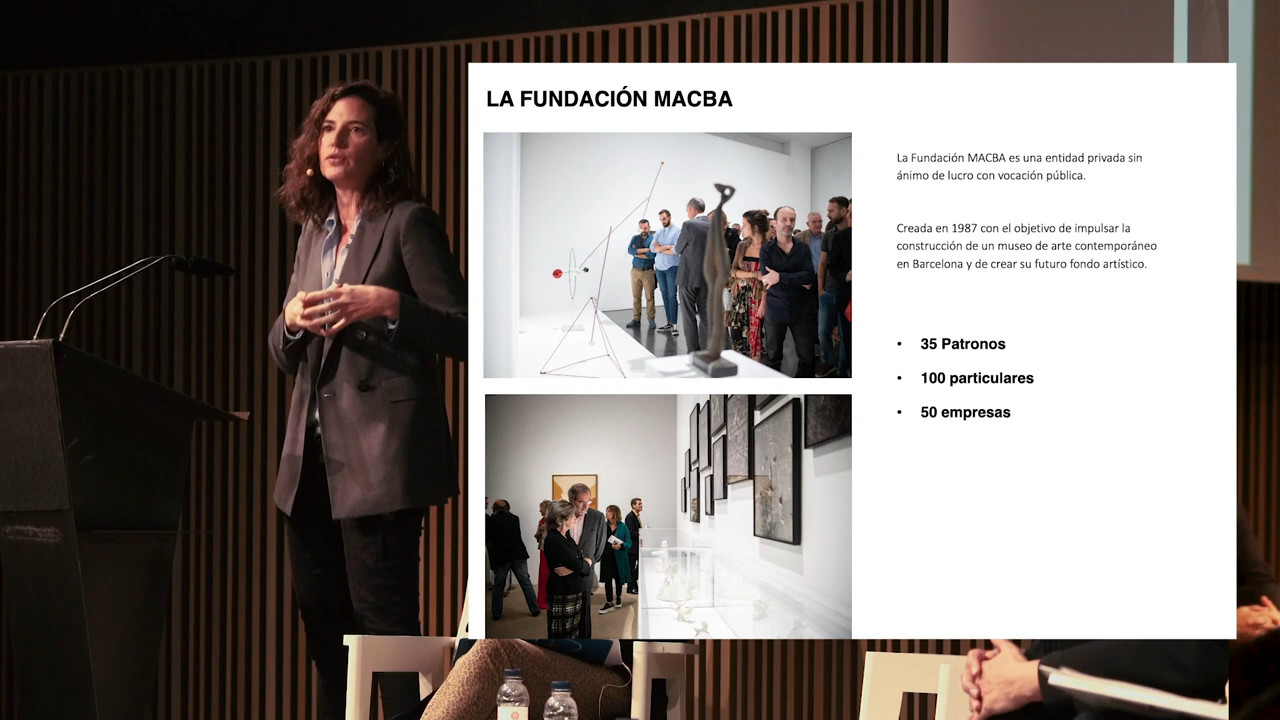 LA FUNDACIÓN MACBA
La Fundación MACBA es una entidad privada sin
ánimo de lucro con vocación pública.
Creada en 1987 con el objetivo de impulsar la
construcción de un museo de arte contemporáneo
en Barcelona y de crear su futuro fondo artístico.
• 35 Patronos
• 100 particulares
• 50 empresas